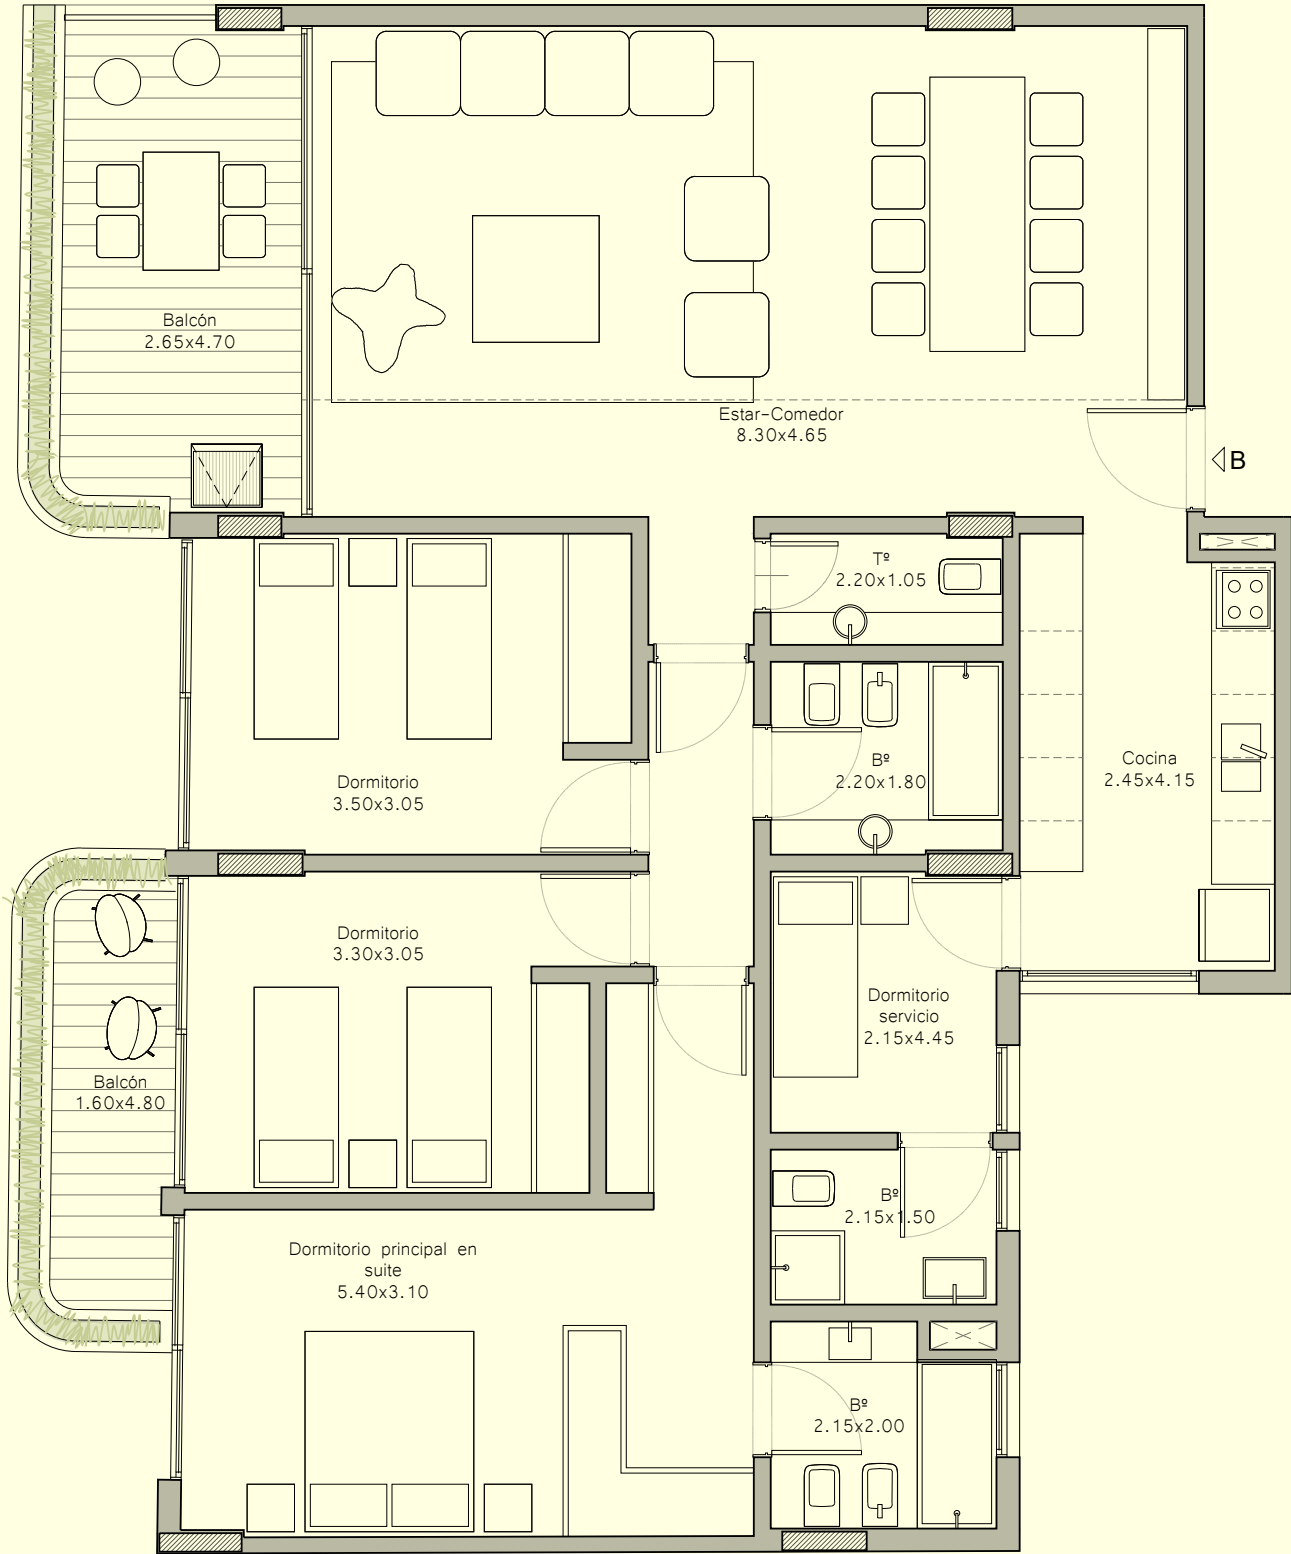 Balcón
2.65x4.70
Estar-Comedor
8.30x4.65
B
Tº
2.20x1.05
Dormitorio
3.50x3.05
Bº
2.20x1.80
Cocina
2.45x4.15
Dormitorio
3.30x3.05
Dormitorio
servicio
2.15x4.45
Balcón
1.60x4.80
Bº
2.15x1.50
Dormitorio principal en
suite
5.40x3.10
Bº
2.15x2.00